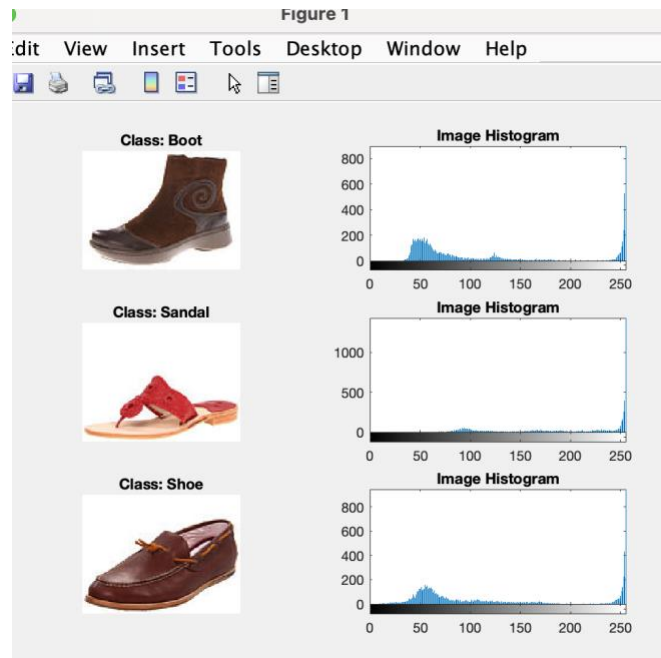 Figure 1
Edit View Insert Tools Desktop Window Help
Class: Boot
Image Histogram
800
600
400
200
0
0 50 100 150 200 250
Class: Sandal
Image Histogram
1000
500
0
0 50 100 150 200 250
Class: Shoe
Image Histogram
800
600
400
200
0
0 50 100 150 200 250